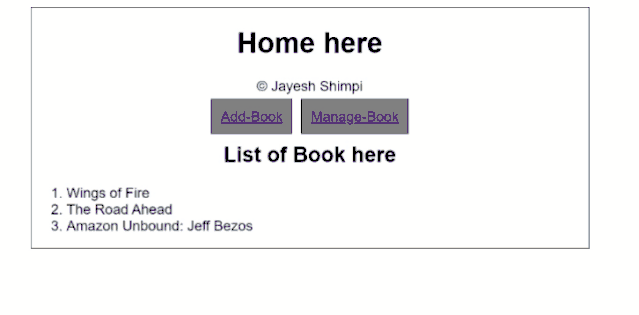 Home here
© Jayesh Shimpi
Add-Book Manage-Book
List of Book here
1. Wings of Fire
2. The Road Ahead
3. Amazon Unbound: Jeff Bezos